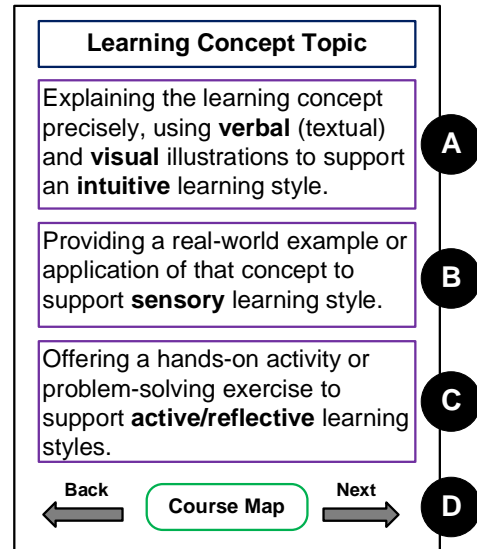 Learning Concept Topic
Explaining the learning concept
precisely, using verbal (textual)
and visual illustrations to support
an intuitive learning style.
A
Providing a real-world example or
application of that concept to
support sensory learning style.
B
Offering a hands-on activity or
problem-solving exercise to
support active/reflective learning
styles.
C
Back
Course Map
Next
D